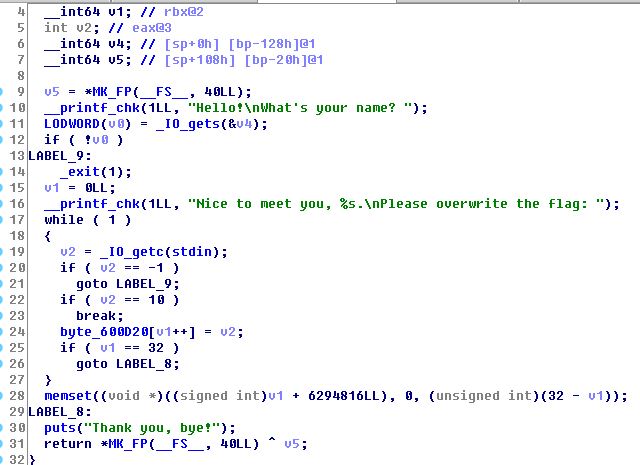 4 __int64 v1; // rbx@2
5 int v2; // eax@3
6 __int64 v4; // [sp+0h] [bp-128h]@1
7 __int64 v5; // [sp+108h] [bp-20h]@1
8
9 v5 = *MK_FP(__FS__, 40LL);
10 __printf_chk(1LL, "Hello!\nWhat's your name? ");
11 LODWORD(v0) = _IO_gets(&v4);
12 if ( !v0 )
13 LABEL_9:
14 _exit(1);
15 v1 = 0LL;
16 __printf_chk(1LL, "Nice to meet you, %s.\nPlease overwrite the flag: ");
17 while ( 1 )
18 {
19 v2 = _IO_getc(stdin);
20 if ( v2 == -1 )
21 goto LABEL_9;
22 if ( v2 == 10 )
23 break;
24 byte_600D20[v1++] = v2;
25 if ( v1 == 32 )
26 goto LABEL_8;
27 }
28 memset((void *)((signed int)v1 + 6294816LL), 0, (unsigned int)(32 - v1));
29 LABEL_8:
30 puts("Thank you, bye!");
31 return *MK_FP(__FS__, 40LL) ^ v5;
32 }